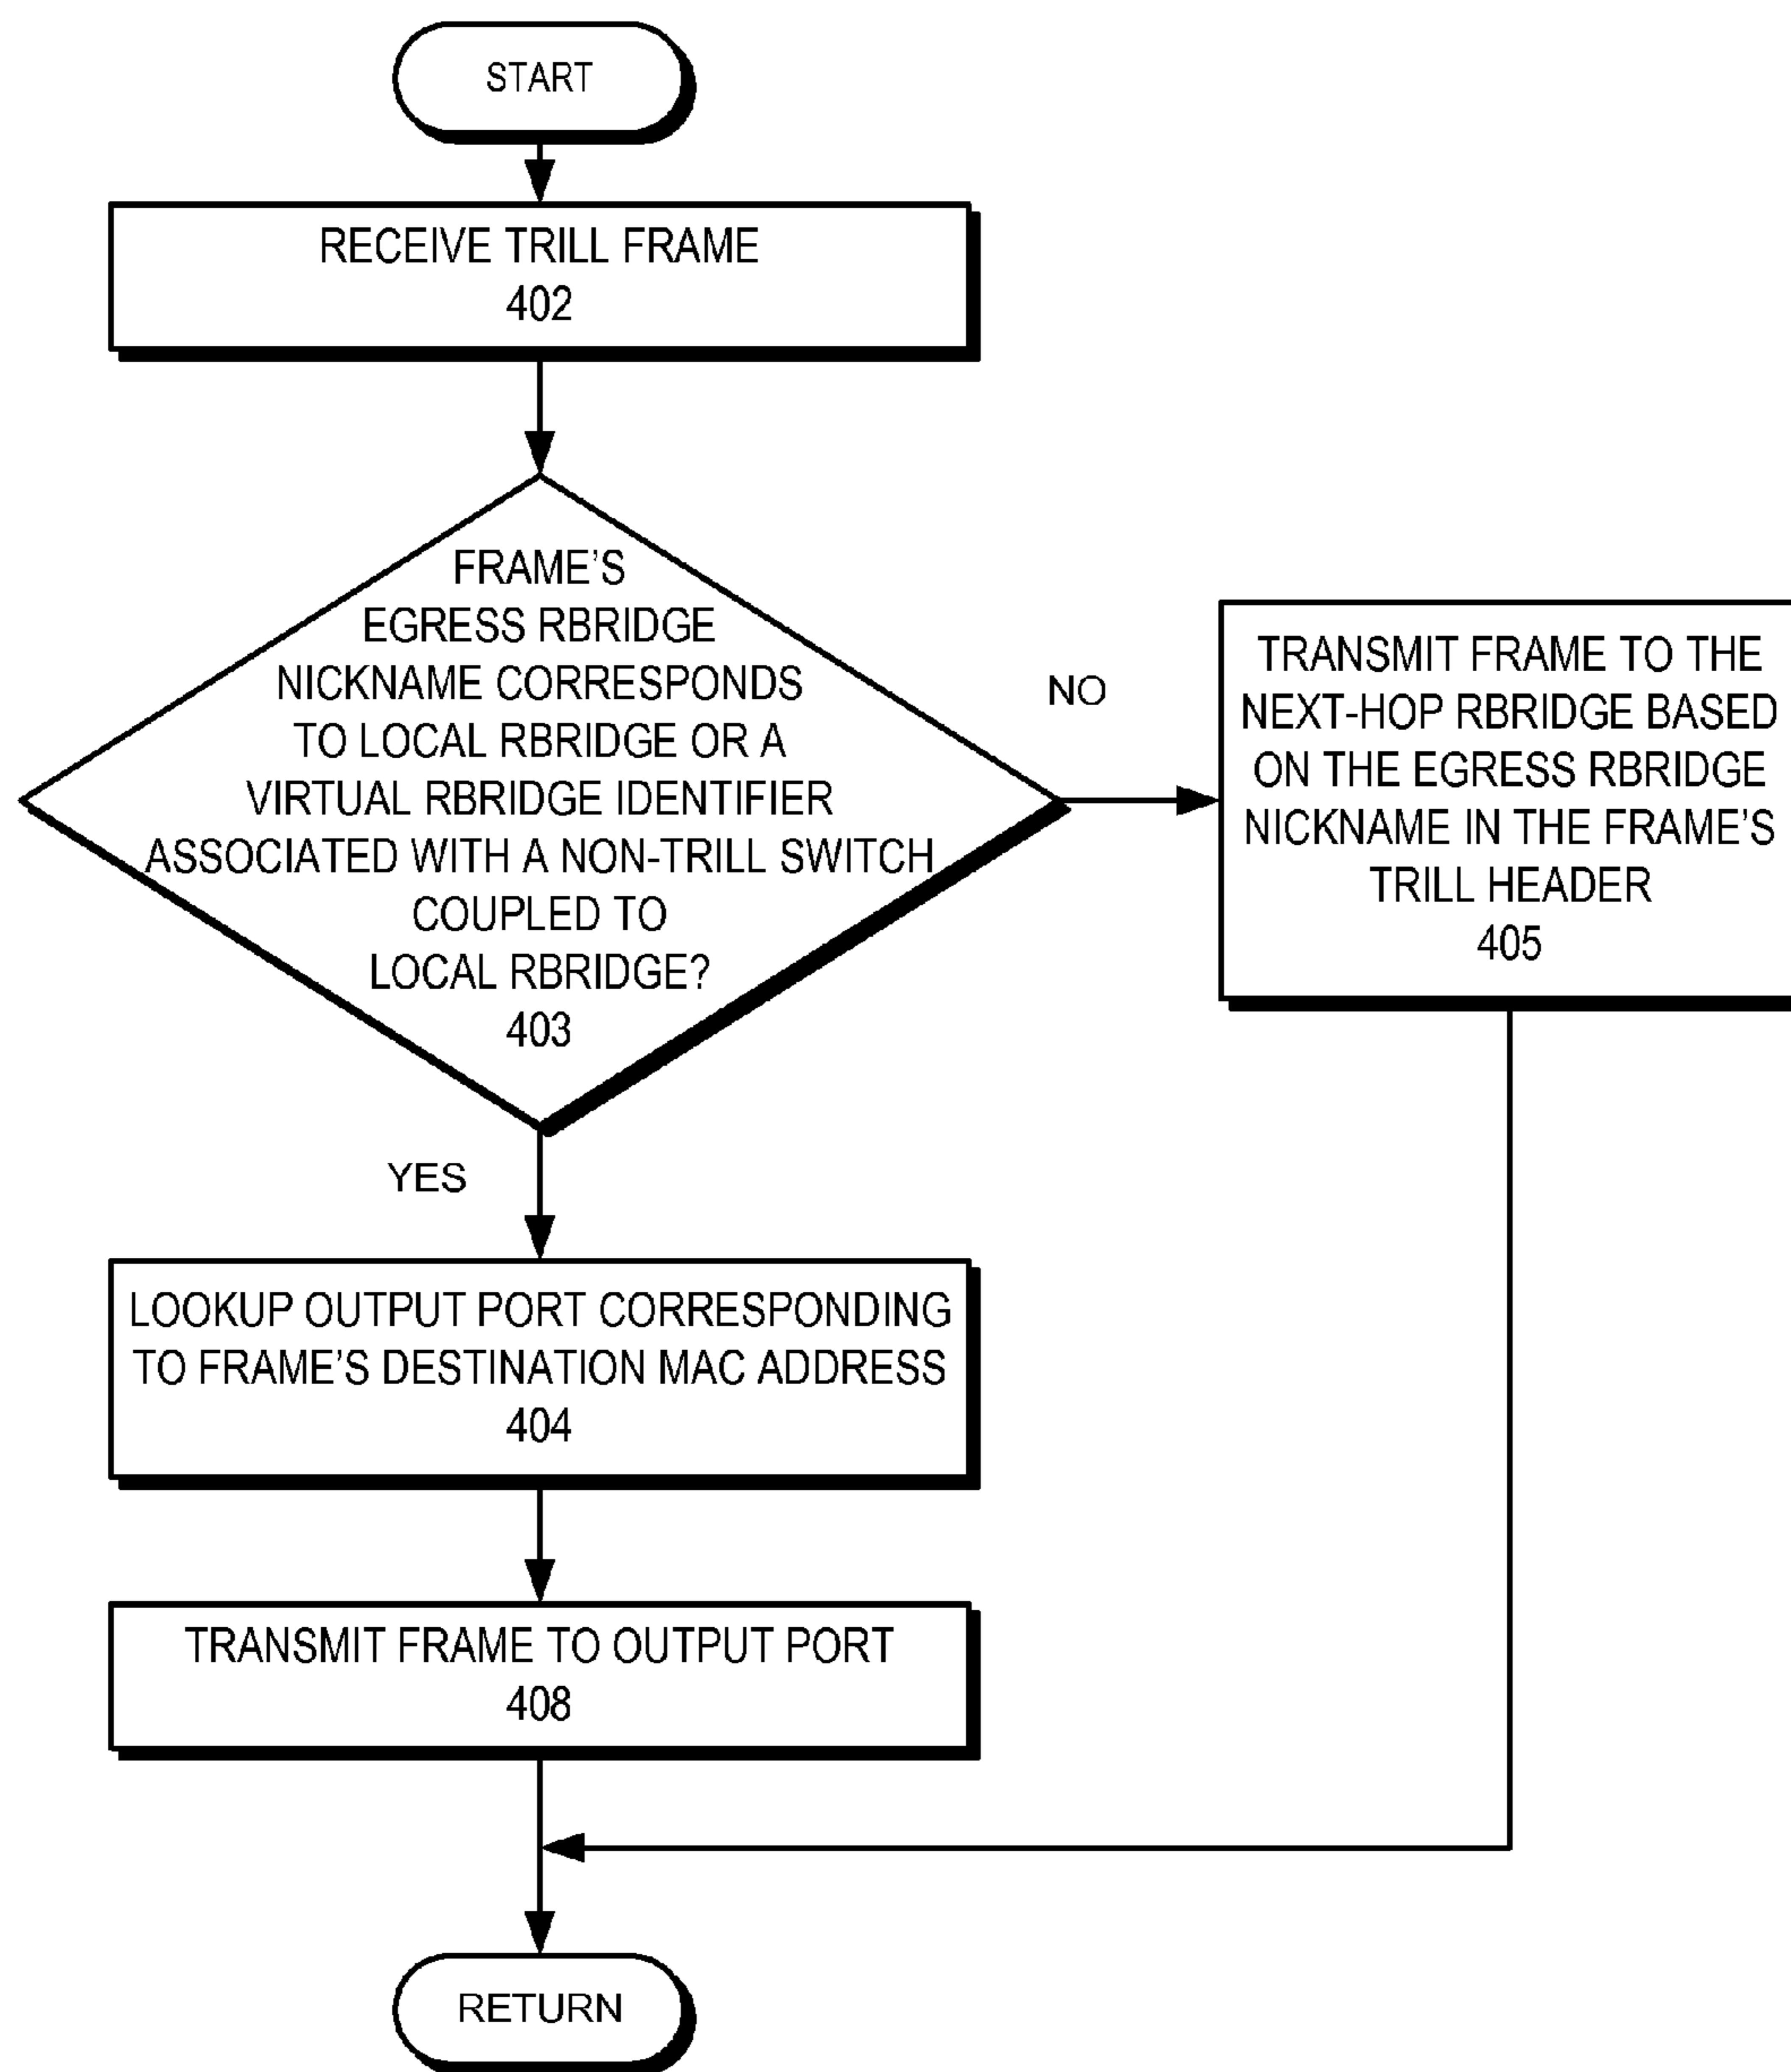 START
RECEIVE TRILL FRAME
402
FRAME'S
EGRESS RBRIDGE
NICKNAME CORRESPONDS
TO LOCAL RBRIDGE OR A
VIRTUAL RBRIDGE IDENTIFIER
ASSOCIATED WITH A NON-TRILL SWITCH
COUPLED TO
LOCAL RBRIDGE?
403
NO
TRANSMIT FRAME TO THE
NEXT-HOP RBRIDGE BASED
ON THE EGRESS RBRIDGE
NICKNAME IN THE FRAME'S
TRILL HEADER
405
YES
LOOKUP OUTPUT PORT CORRESPONDING
TO FRAME'S DESTINATION MAC ADDRESS
404
TRANSMIT FRAME TO OUTPUT PORT
408
RETURN